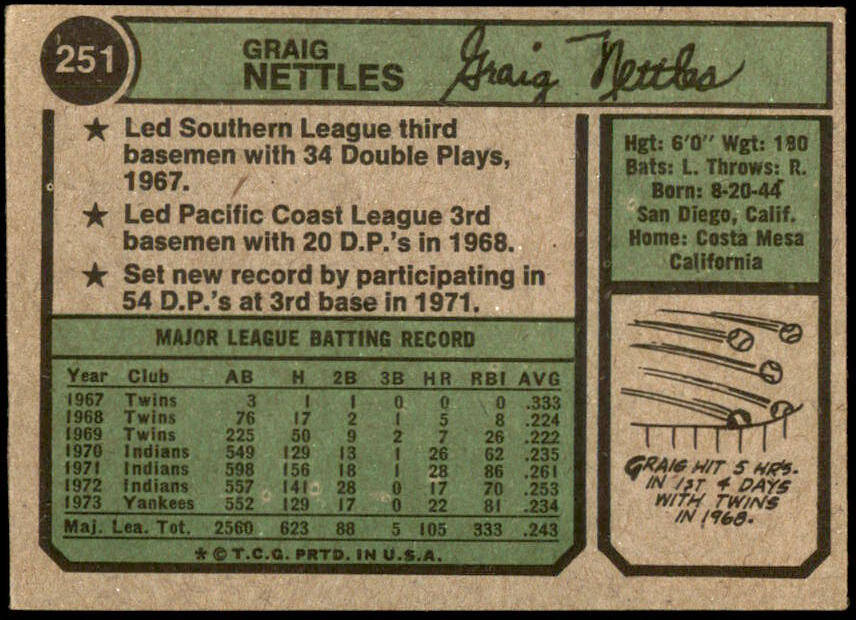 251
GRAIG
NETTLES
Graig Nettles
★ Led Southern League third
basemen with 34 Double Plays,
1967.
★ Led Pacific Coast League 3rd
basemen with 20 D.P.'s in 1968.
★ Set new record by participating in
54 D.P.'s at 3rd base in 1971.
Hgt: 6'0" Wgt: 180
Bats: L. Throws: R.
Born: 8-20-44
San Diego, Calif.
Home: Costa Mesa
California
MAJOR LEAGUE BATTING RECORD
Year Club AB H 2B 3B HR RBI AVG
1967 Twins 3 1 1 0 0 0 .333
1968 Twins 76 17 2 1 5 8 .224
1969 Twins 225 50 9 2 7 26 .222
1970 Indians 549 129 13 1 26 62 .235
1971 Indians 598 156 18 1 28 86 .261
1972 Indians 557 141 28 0 17 70 .253
1973 Yankees 552 129 17 0 22 81 .234
Maj. Lea. Tot. 2560 623 88 5 105 333 .243
* © T.C.G. PRTD. IN U.S.A.
GRAIG HIT 5 HRS.
IN 1ST 4 DAYS
WITH TWINS
IN 1968.